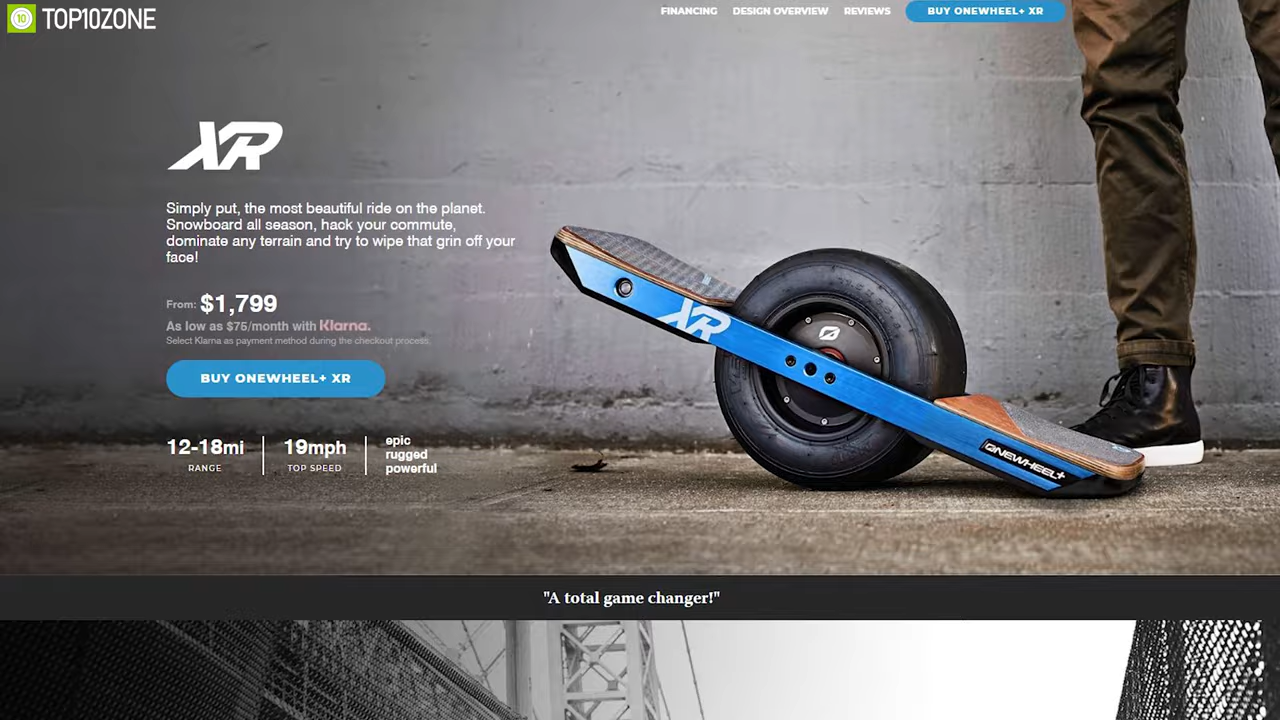 10 TOP10ZONE
FINANCING DESIGN OVERVIEW REVIEWS BUY ONEWHEEL+ XR
XR
Simply put, the most beautiful ride on the planet.
Snowboard all season, hack your commute,
dominate any terrain and try to wipe that grin off your
face!
From: $1,799
As low as $75/month with Klarna.
Select Klarna as payment method during the checkout process.
BUY ONEWHEEL+ XR
12-18mi
RANGE
19mph
TOP SPEED
epic
rugged
powerful
XR
ONEWHEEL+
"A total game changer!"